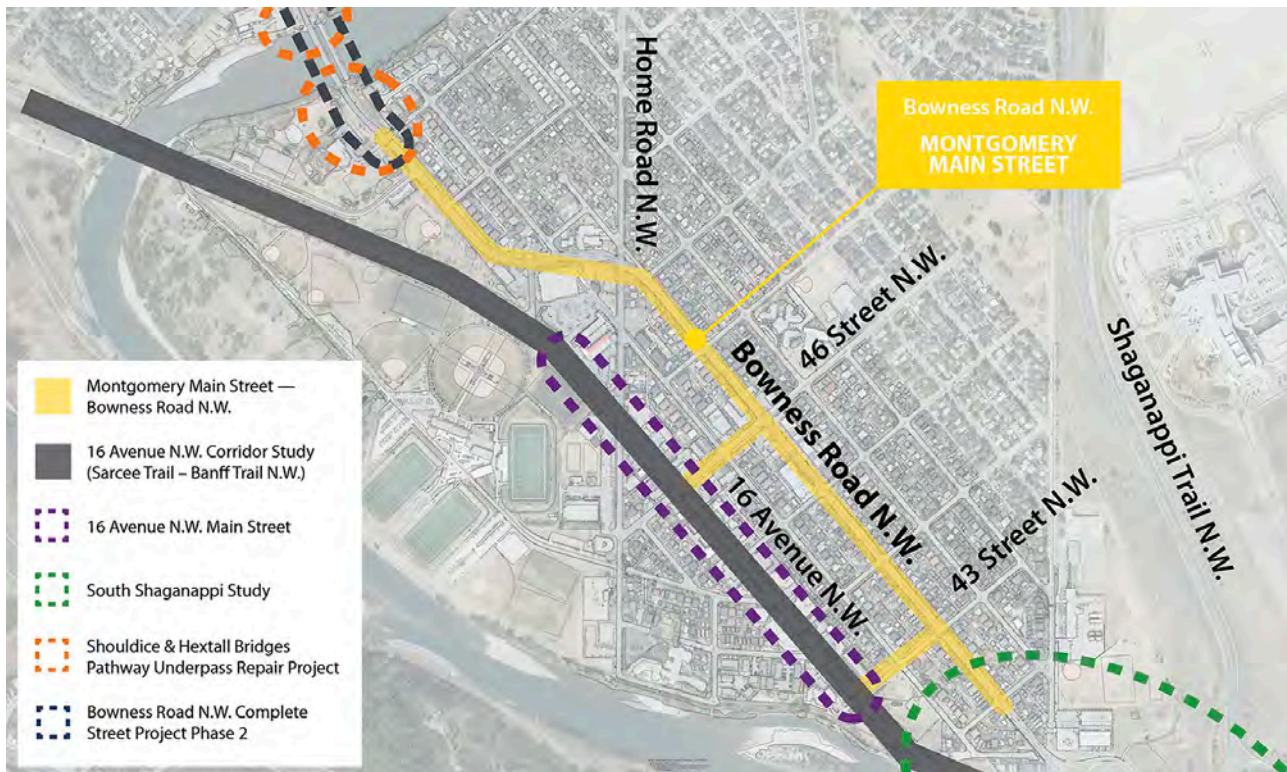 Home Road N.W.
Bowness Road N.W.
MONTGOMERY
MAIN STREET
46 Street N.W.
Shaganappi Trail N.W.
Bowness Road N.W.
16 Avenue N.W.
43 Street N.W.
Montgomery Main Street —
Bowness Road N.W.
16 Avenue N.W. Corridor Study
(Sarcee Trail – Banff Trail N.W.)
16 Avenue N.W. Main Street
South Shaganappi Study
Shouldice & Hextall Bridges
Pathway Underpass Repair Project
Bowness Road N.W. Complete
Street Project Phase 2